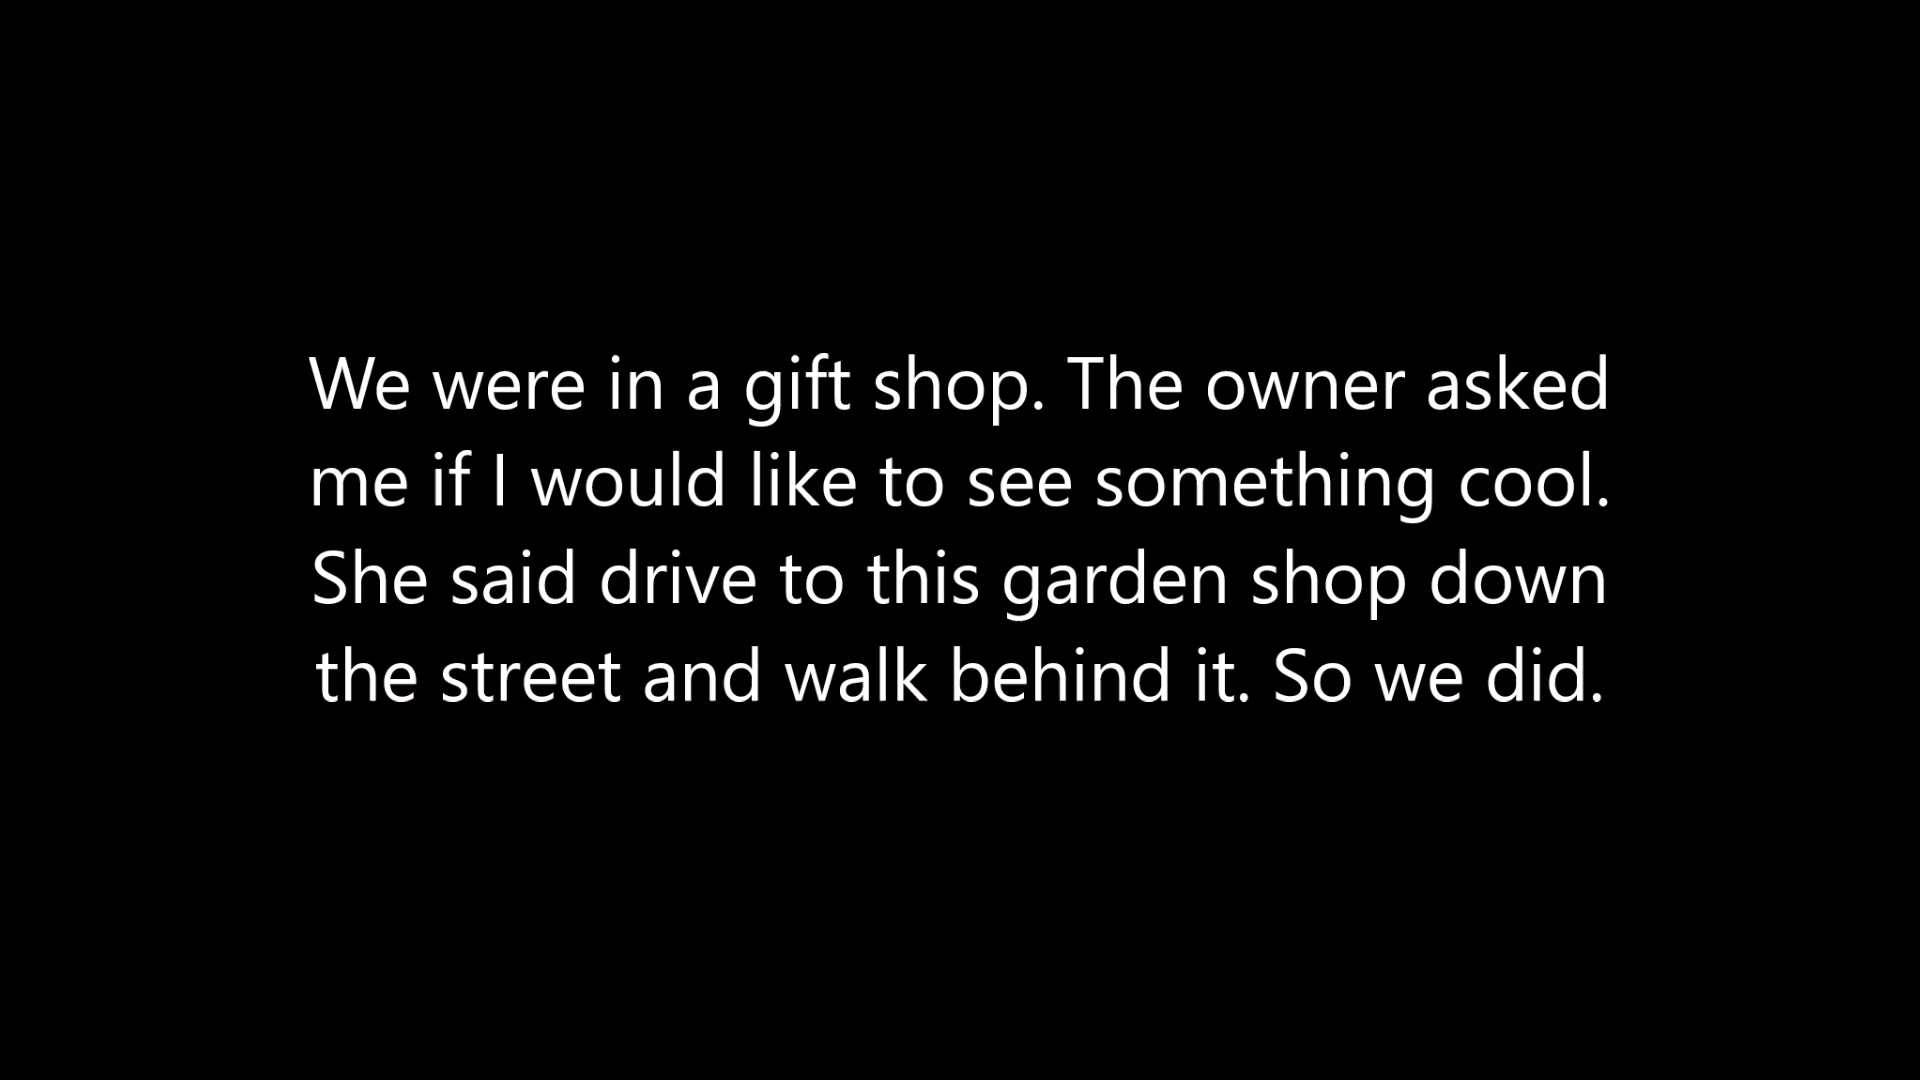 We were in a gift shop. The owner asked
me if I would like to see something cool.
She said drive to this garden shop down
the street and walk behind it. So we did.